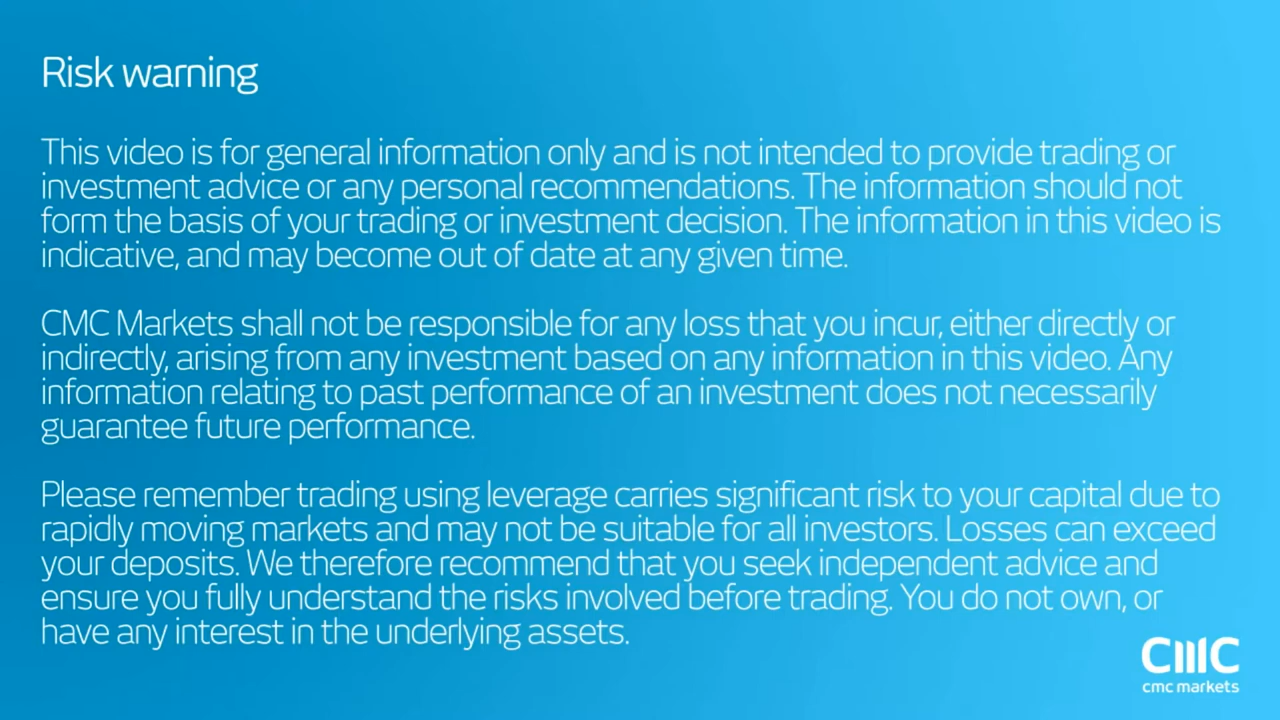 Risk warning
This video is for general information only and is not intended to provide trading or
investment advice or any personal recommendations. The information should not
form the basis of your trading or investment decision. The information in this video is
indicative, and may become out of date at any given time.
CMC Markets shall not be responsible for any loss that you incur, either directly or
indirectly, arising from any investment based on any information in this video. Any
information relating to past performance of an investment does not necessarily
guarantee future performance.
Please remember trading using leverage carries significant risk to your capital due to
rapidly moving markets and may not be suitable for all investors. Losses can exceed
your deposits. We therefore recommend that you seek independent advice and
ensure you fully understand the risks involved before trading. You do not own, or
have any interest in the underlying assets.
CMC
cmc markets